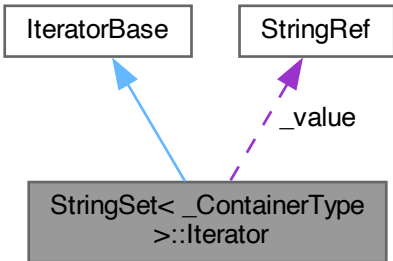 IteratorBase
StringRef
_value
StringSet< _ContainerType
>::Iterator